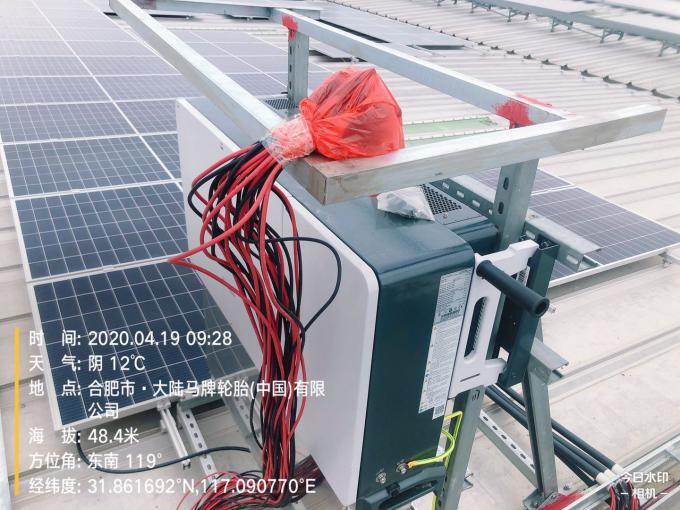 时 间: 2020.04.19 09:28
天 气: 阴 12℃
地 点: 合肥市·大陆马牌轮胎(中国)有限
公司
海 拔: 48.4米
方位角: 东南 119°
经纬度: 31.861692°N,117.090770°E
今日水印
-相机-